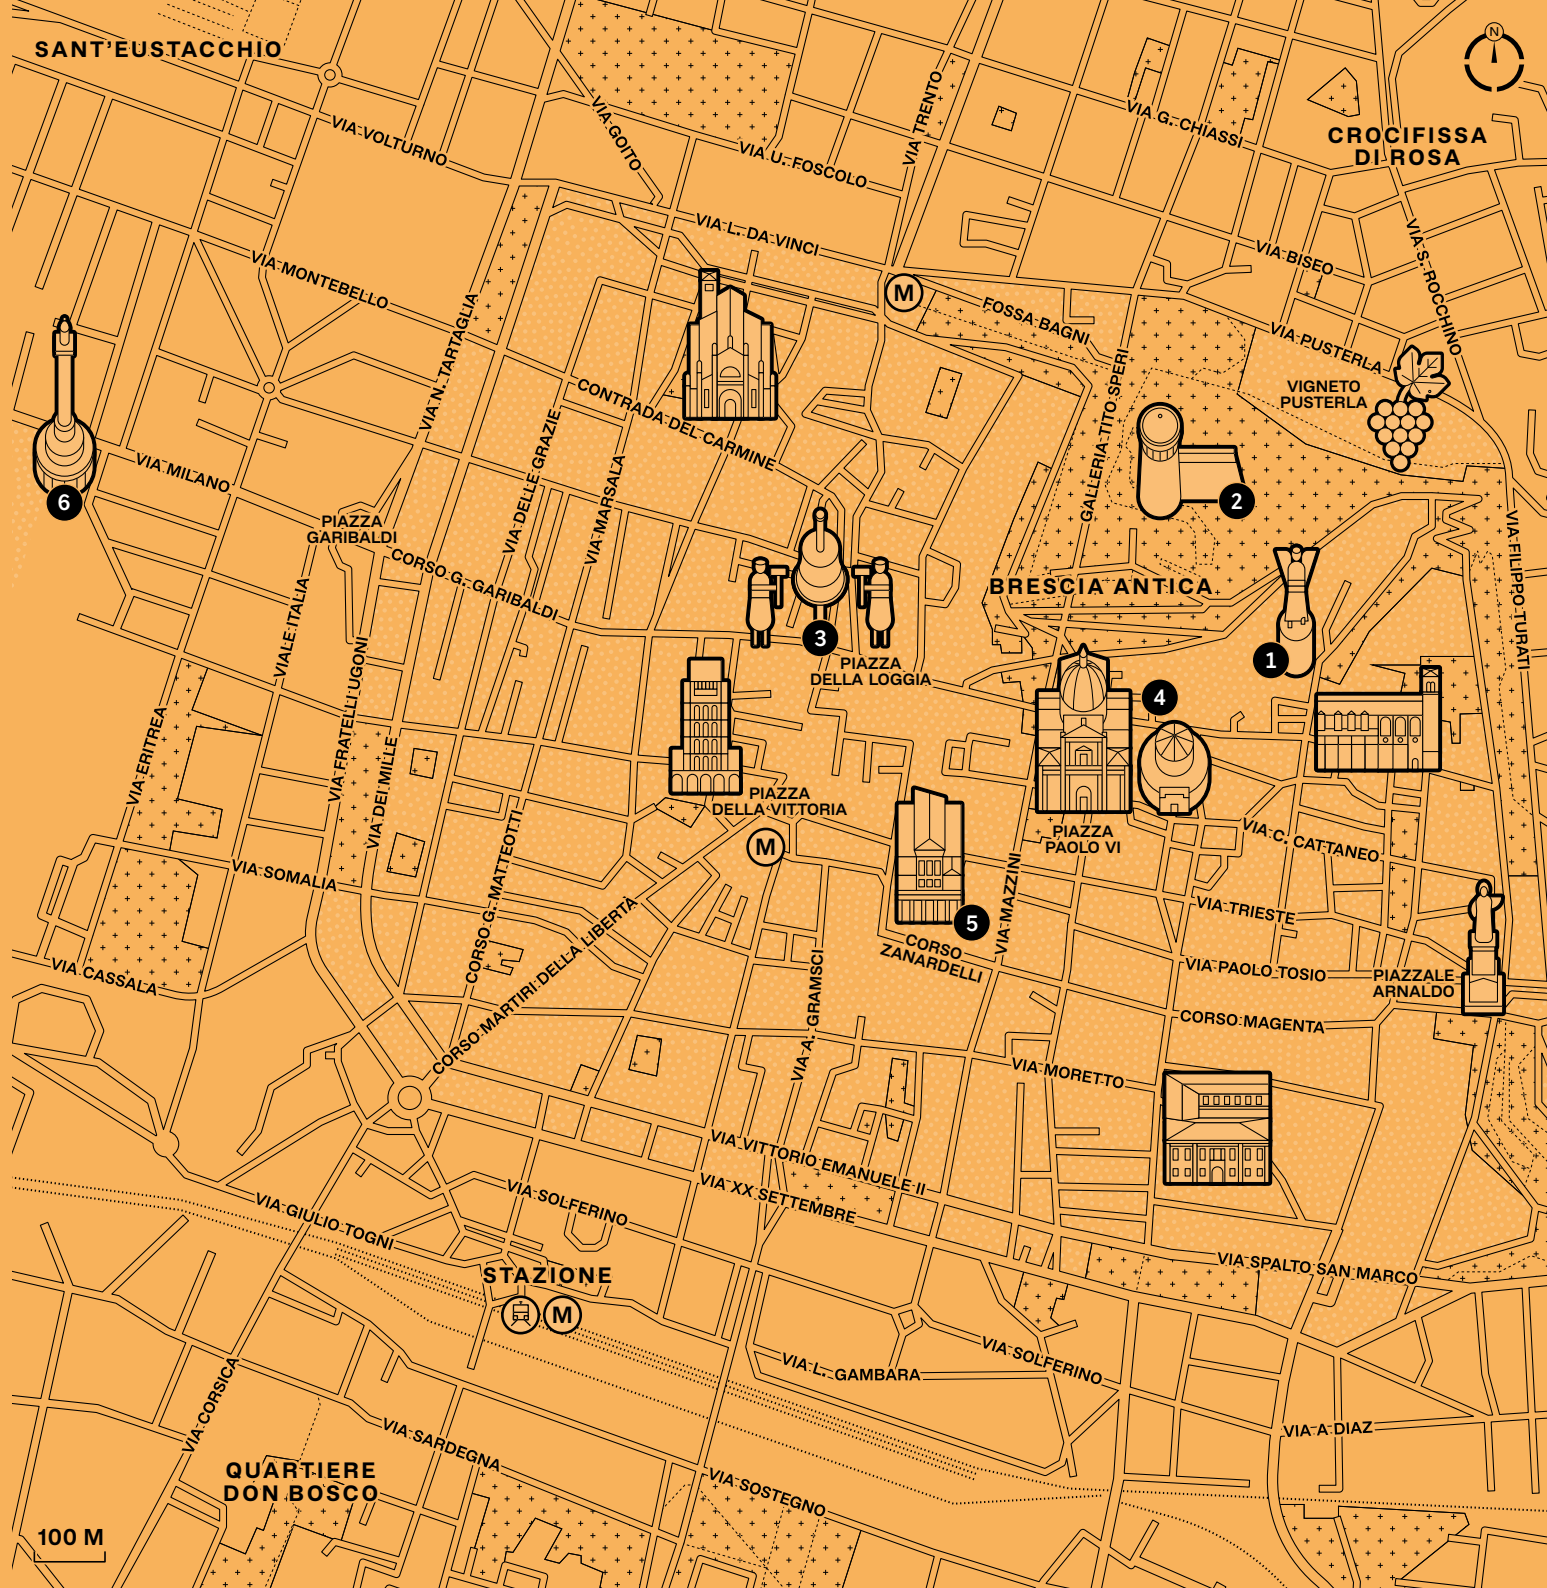 N
SANT'EUSTACCHIO
CROCIFISSA
DI ROSA
VIA VOLTURNO
VIA GOITO
VIA U. FOSCOLO
VIA TRENTO
VIA G. CHIASSI
VIA L. DA VINCI
VIA BISEO
VIA S. ROCCHINO
VIA MONTEBELLO
VIA N. TARTAGLIA
M
FOSSA BAGNI
VIA PUSTERLA
VIGNETO
PUSTERLA
CONTRADA DEL CARMINE
GALLERIA TITO SPERI
VIA DELLE GRAZIE
VIA MARSALA
VIA MILANO
6
2
PIAZZA
GARIBALDI
CORSO G. GARIBALDI
VIALE ITALIA
BRESCIA ANTICA
VIA FILIPPO TURATI
3
1
PIAZZA
DELLA LOGGIA
4
VIA FRATELLI UGONI
VIA ERITREA
VIA DEI MILLE
PIAZZA
DELLA VITTORIA
M
PIAZZA
PAOLO VI
VIA C. CATTANEO
VIA SOMALIA
CORSO G. MATTEOTTI
VIA MAZZINI
VIA TRIESTE
5
CORSO
ZANARDELLI
CORSO MARTIRI DELLA LIBERTÀ
VIA A. GRAMSCI
VIA CASSALA
VIA PAOLO TOSIO
PIAZZALE
ARNALDO
CORSO MAGENTA
VIA MORETTO
VIA VITTORIO EMANUELE II
VIA XX SETTEMBRE
VIA SOLFERINO
VIA GIULIO TOGNI
VIA SPALTO SAN MARCO
STAZIONE
M
VIA L. GAMBARA
VIA SOLFERINO
VIA CORSICA
VIA A DIAZ
VIA SARDEGNA
VIA SOSTEGNO
QUARTIERE
DON BOSCO
100 M